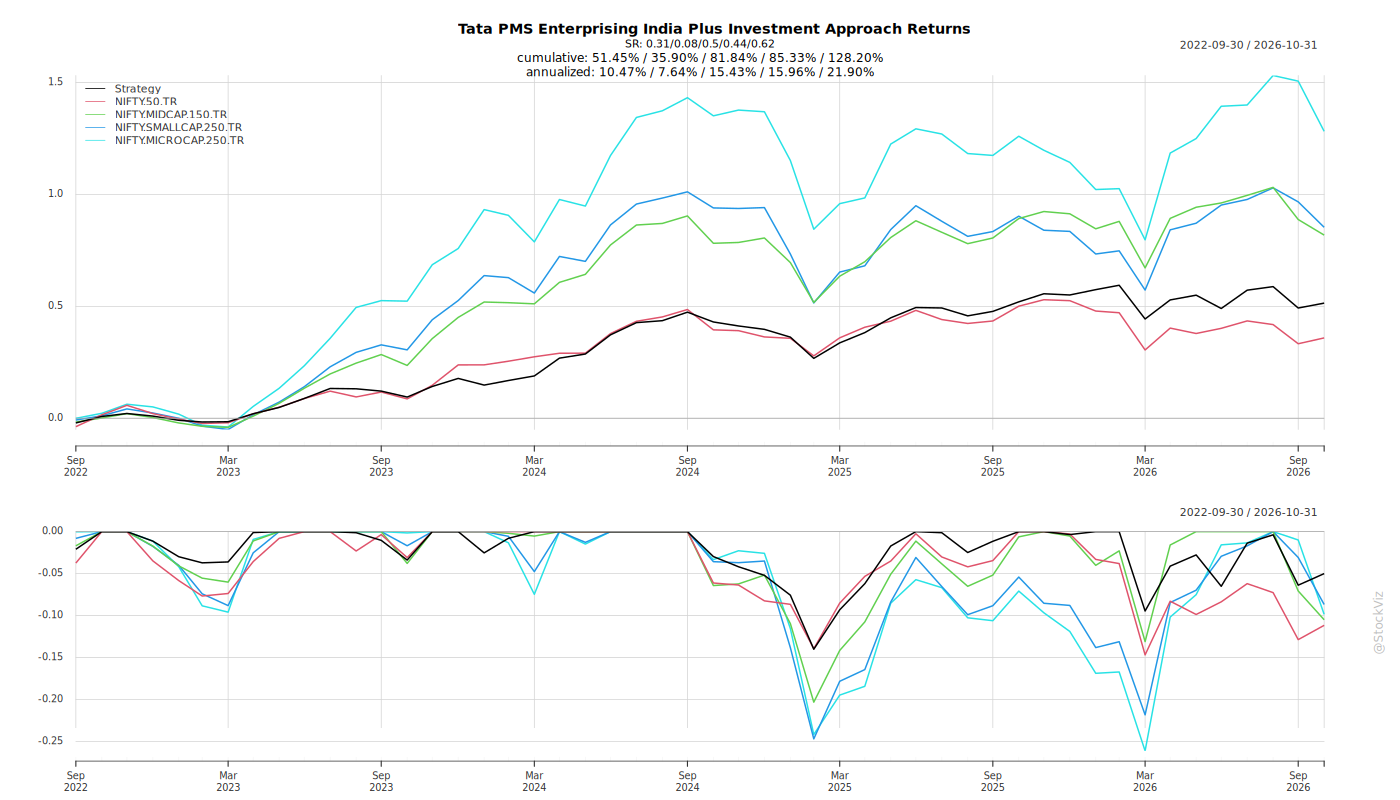 Tata PMS Enterprising India Plus Investment Approach Returns
SR: 0.31/0.08/0.5/0.44/0.62
cumulative: 51.45% / 35.90% / 81.84% / 85.33% / 128.20%
annualized: 10.47% / 7.64% / 15.43% / 15.96% / 21.90%
2022-09-30 / 2026-10-31
Strategy
NIFTY.50.TR
NIFTY.MIDCAP.150.TR
NIFTY.SMALLCAP.250.TR
NIFTY.MICROCAP.250.TR
1.5
1.0
0.5
0.0
Sep Mar Sep Mar Sep Mar Sep Mar Sep
2022 2023 2023 2024 2024 2025 2025 2026 2026
2022-09-30 / 2026-10-31
0.00
-0.05
-0.10
-0.15
-0.20
-0.25
Sep Mar Sep Mar Sep Mar Sep Mar Sep
2022 2023 2023 2024 2024 2025 2025 2026 2026
@StockViz